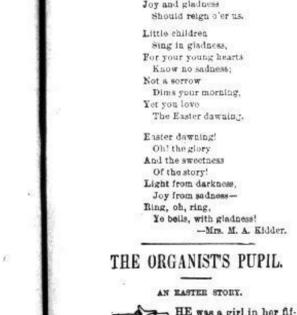 Joy and gladness
Should reign o'er us.
Little children
Sing in gladness,
For your young hearts
Know no sadness;
Not a sorrow
Dims your morning,
Yet you love
The Easter dawning.
Easter dawning!
Oh! the glory
And the sweetness
Of the story!
Light from darkness,
Joy from sadness—
Ring, oh, ring,
Ye bells, with gladness!
—Mrs. M. A. Kidder.
THE ORGANIST'S PUPIL.
AN EASTER STORY.
HE was a girl in her fif-